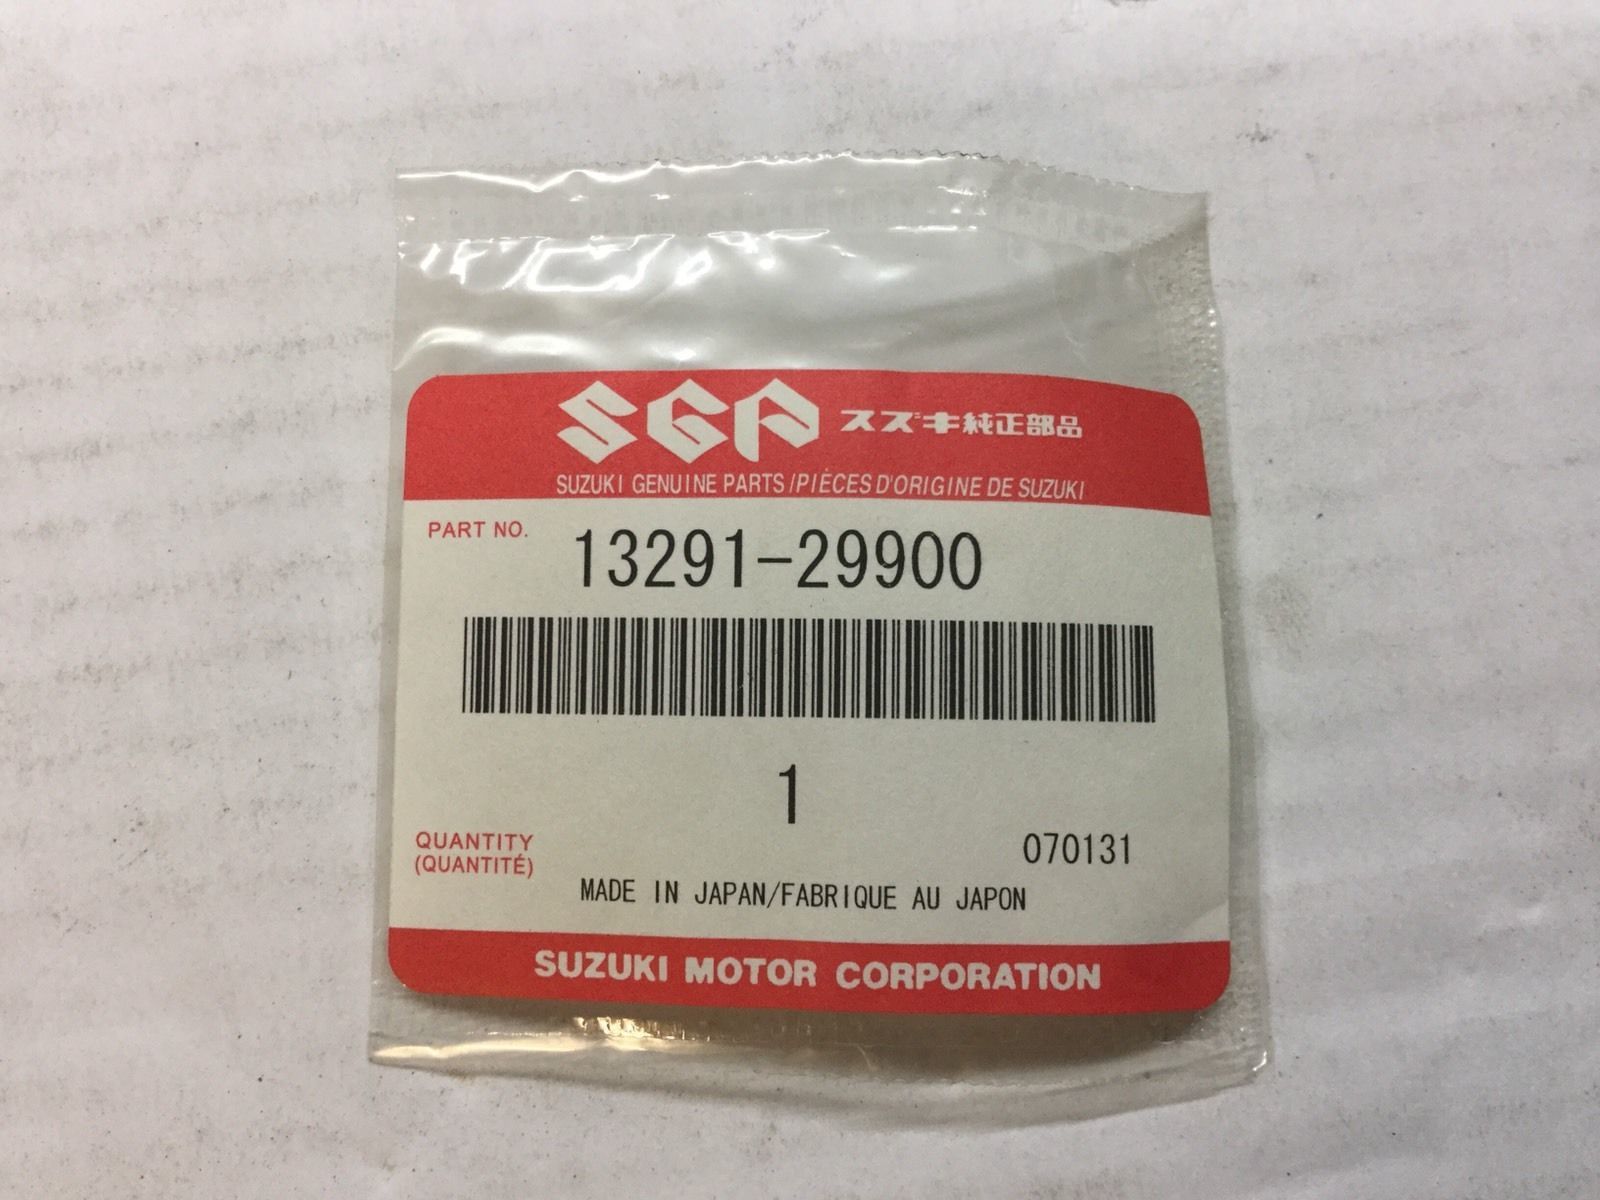 SGP スズキ純正部品
SUZUKI GENUINE PARTS/PIÈCES D'ORIGINE DE SUZUKI
PART NO. 13291-29900
1
QUANTITY
(QUANTITÉ)
070131
MADE IN JAPAN/FABRIQUE AU JAPON
SUZUKI MOTOR CORPORATION